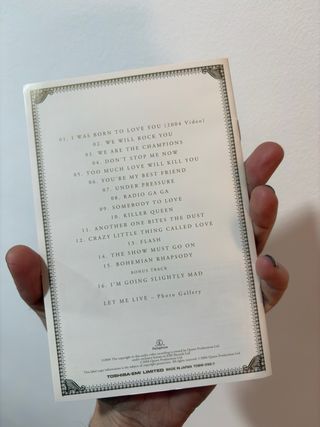 01. I WAS BORN TO LOVE YOU (2004 Video)
02. WE WILL ROCK YOU
03. WE ARE THE CHAMPIONS
04. DON'T STOP ME NOW
05. TOO MUCH LOVE WILL KILL YOU
06. YOU'RE MY BEST FRIEND
07. UNDER PRESSURE
08. RADIO GA GA
09. SOMEBODY TO LOVE
10. KILLER QUEEN
11. ANOTHER ONE BITES THE DUST
12. CRAZY LITTLE THING CALLED LOVE
13. FLASH
14. THE SHOW MUST GO ON
15. BOHEMIAN RHAPSODY
BONUS TRACK
16. I'M GOING SLIGHTLY MAD
LET ME LIVE – Photo Gallery
TOSHIBA-EMI LIMITED MADE IN JAPAN